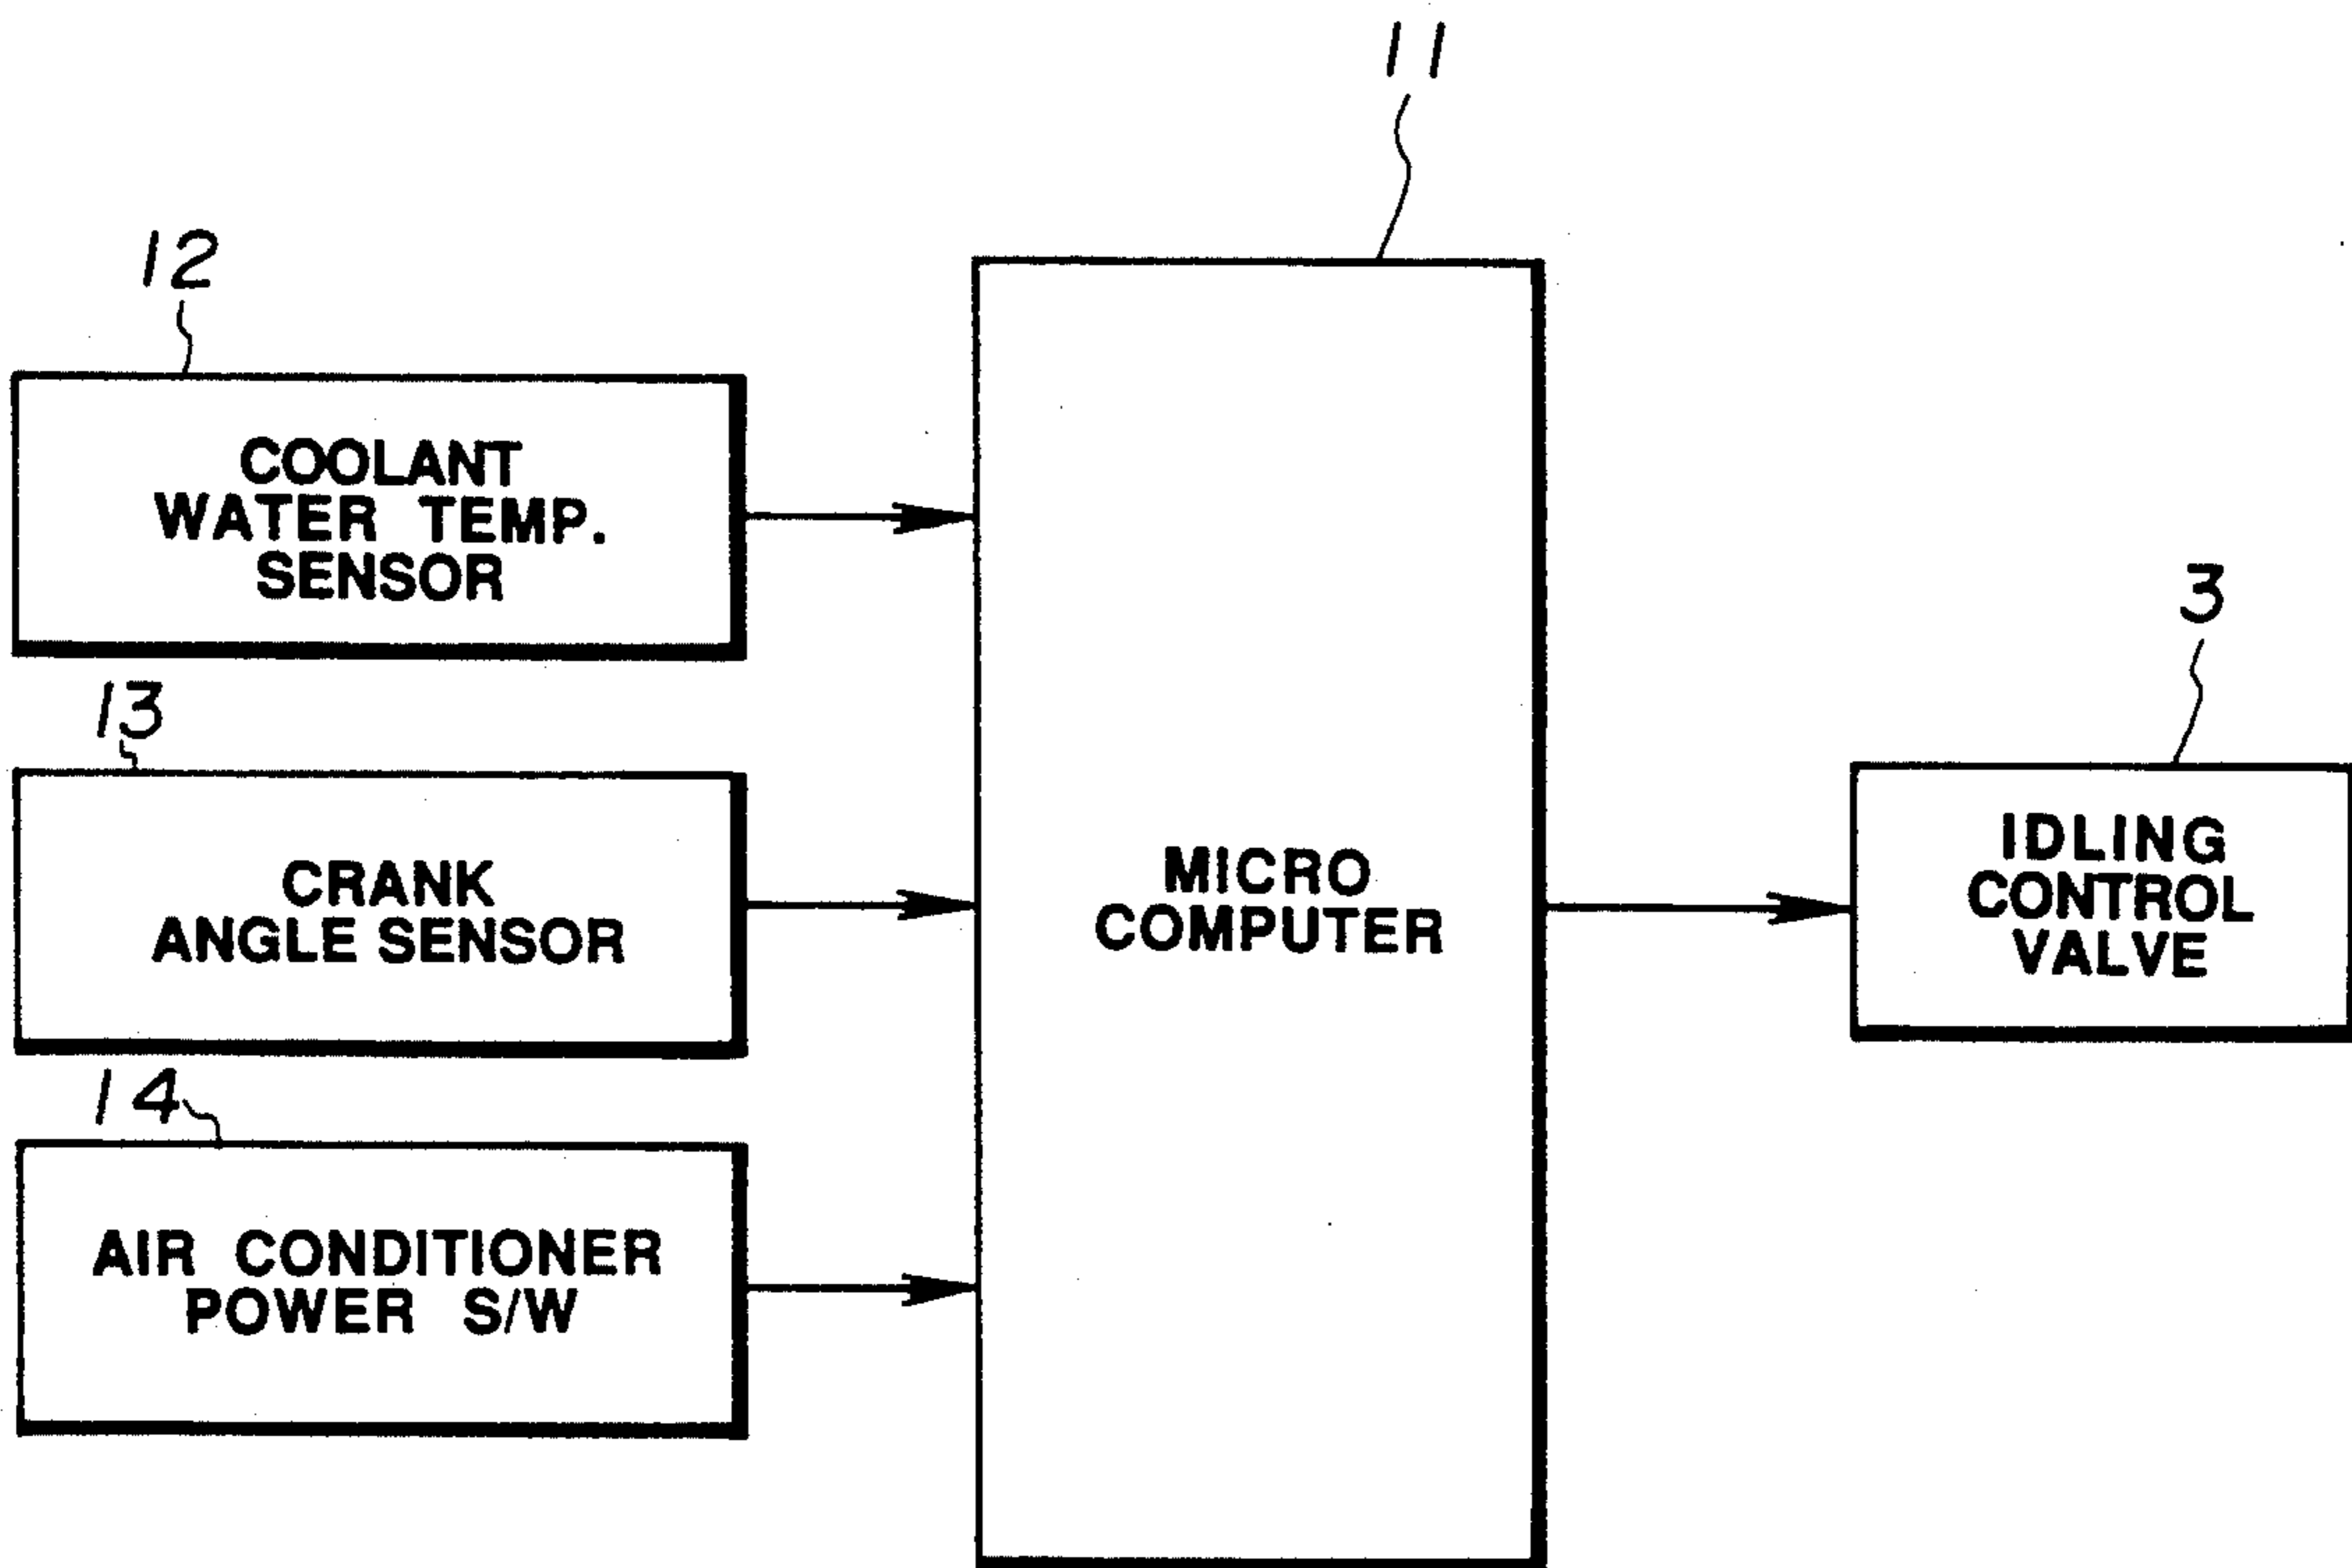 11
12
COOLANT
WATER TEMP.
SENSOR
13
CRANK
ANGLE SENSOR
14
AIR CONDITIONER
POWER S/W
MICRO
COMPUTER
3
IDLING
CONTROL
VALVE